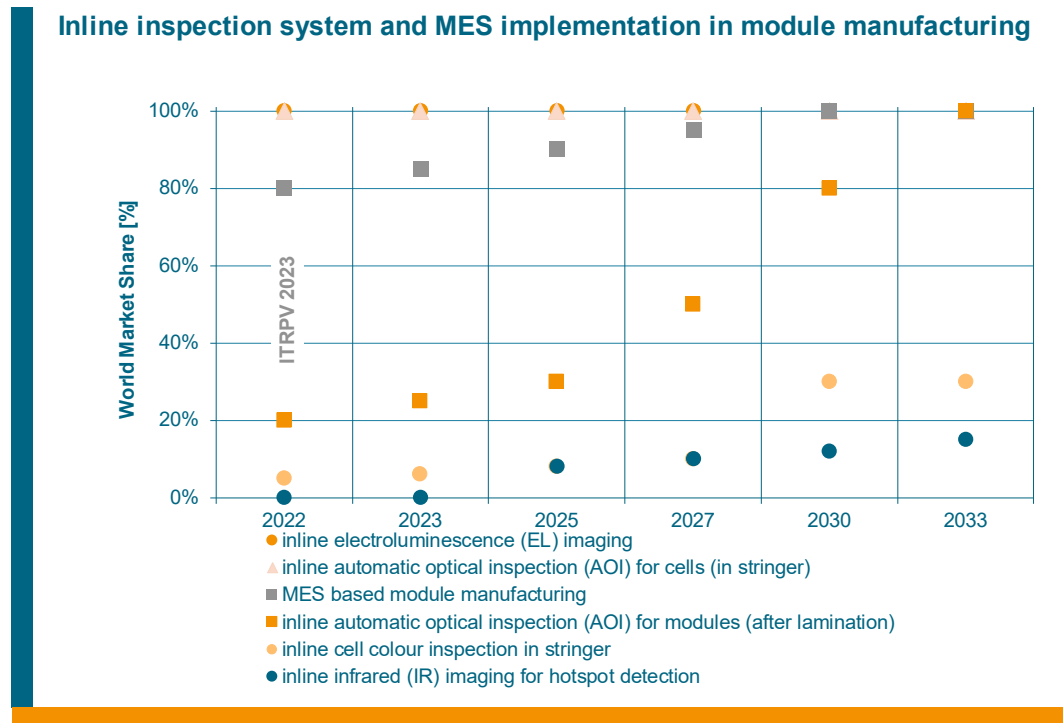 Inline inspection system and MES implementation in module manufacturing
100%
80%
60%
40%
20%
0%
World Market Share [%]
ITRPV 2023
2022 2023 2025 2027 2030 2033
inline electroluminescence (EL) imaging
inline automatic optical inspection (AOI) for cells (in stringer)
MES based module manufacturing
inline automatic optical inspection (AOI) for modules (after lamination)
inline cell colour inspection in stringer
inline infrared (IR) imaging for hotspot detection